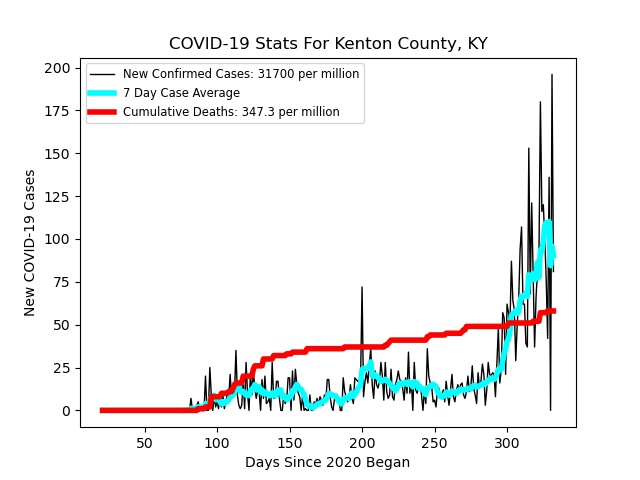 COVID-19 Stats For Kenton County, KY
New Confirmed Cases: 31700 per million
7 Day Case Average
Cumulative Deaths: 347.3 per million
New COVID-19 Cases
200
175
150
125
100
75
50
25
0
50 100 150 200 250 300
Days Since 2020 Began